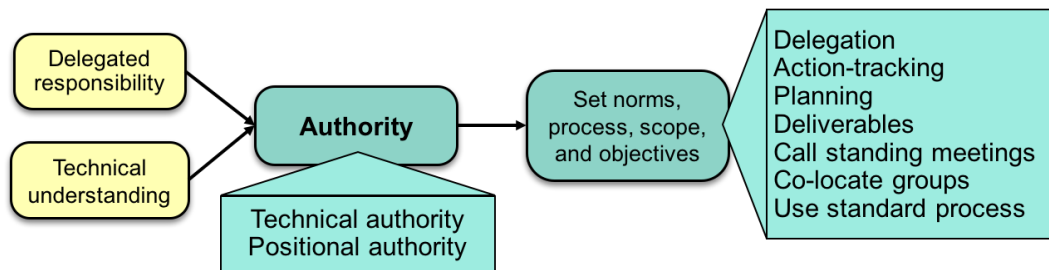 Delegated
responsibility
Technical
understanding
Authority
Technical authority
Positional authority
Set norms,
process, scope,
and objectives
Delegation
Action-tracking
Planning
Deliverables
Call standing meetings
Co-locate groups
Use standard process